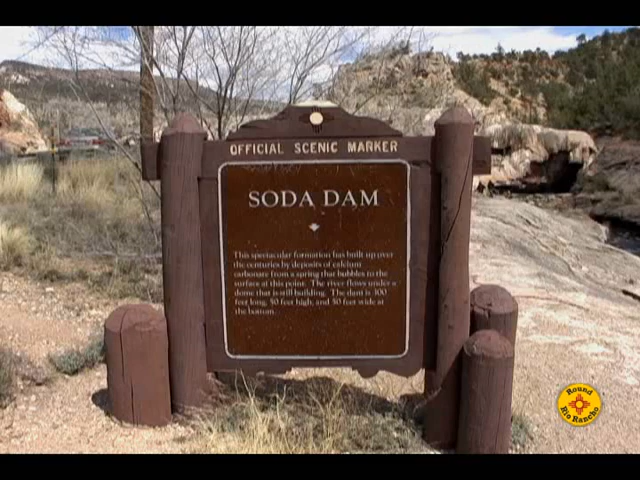 OFFICIAL SCENIC MARKER
SODA DAM
This spectacular formation has built up over
the centuries by deposits of calcium
carbonate from a spring that bubbles to the
surface at this point. The river flows under a
dome that is still building. The dam is 300
feet long, 50 feet high, and 50 feet wide at
the bottom.
Round
Rio Rancho